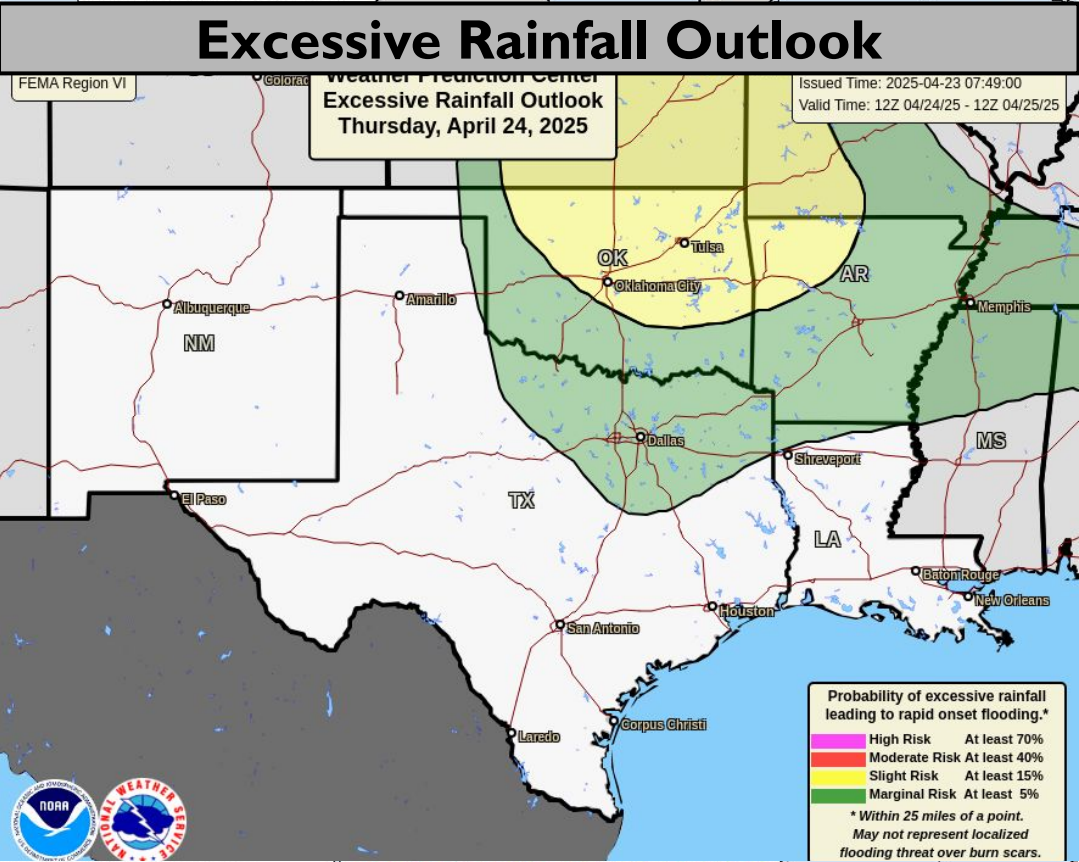 Excessive Rainfall Outlook
FEMA Region VI
Colorad
Weather Prediction Center
Excessive Rainfall Outlook
Thursday, April 24, 2025
Issued Time: 2025-04-23 07:49:00
Valid Time: 12Z 04/24/25 - 12Z 04/25/25
Tulsa
OK
AR
Oklahoma City
Amarillo
Albuquerque
Memphis
NM
Dallas
MS
Shreveport
El Paso
TX
LA
Baton Rouge
New Orleans
Houston
San Antonio
Corpus Christi
Laredo
Probability of excessive rainfall
leading to rapid onset flooding.*
High Risk At least 70%
Moderate Risk At least 40%
Slight Risk At least 15%
Marginal Risk At least 5%
* Within 25 miles of a point.
May not represent localized
flooding threat over burn scars.
NOAA
NATIONAL WEATHER SERVICE